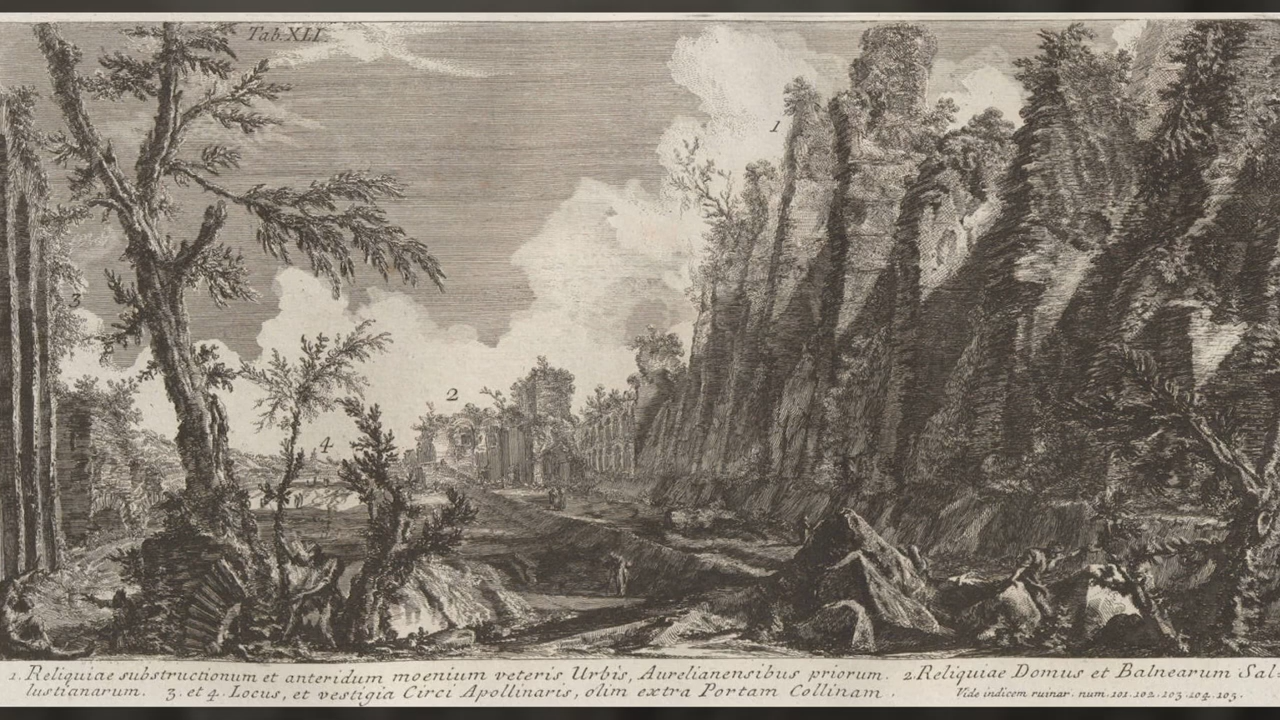 Tab. XLI.
1
3
2
4
1. Reliquiae substructionum et anteridum moenium veteris Urbis, Aurelianensibus priorum. 2. Reliquiae Domus et Balnearum Sal-
lustianarum. 3. et 4. Locus, et vestigia Circi Apollinaris, olim extra Portam Collinam.
Vide indicem ruinar. num. 101. 102. 103. 104. 105.